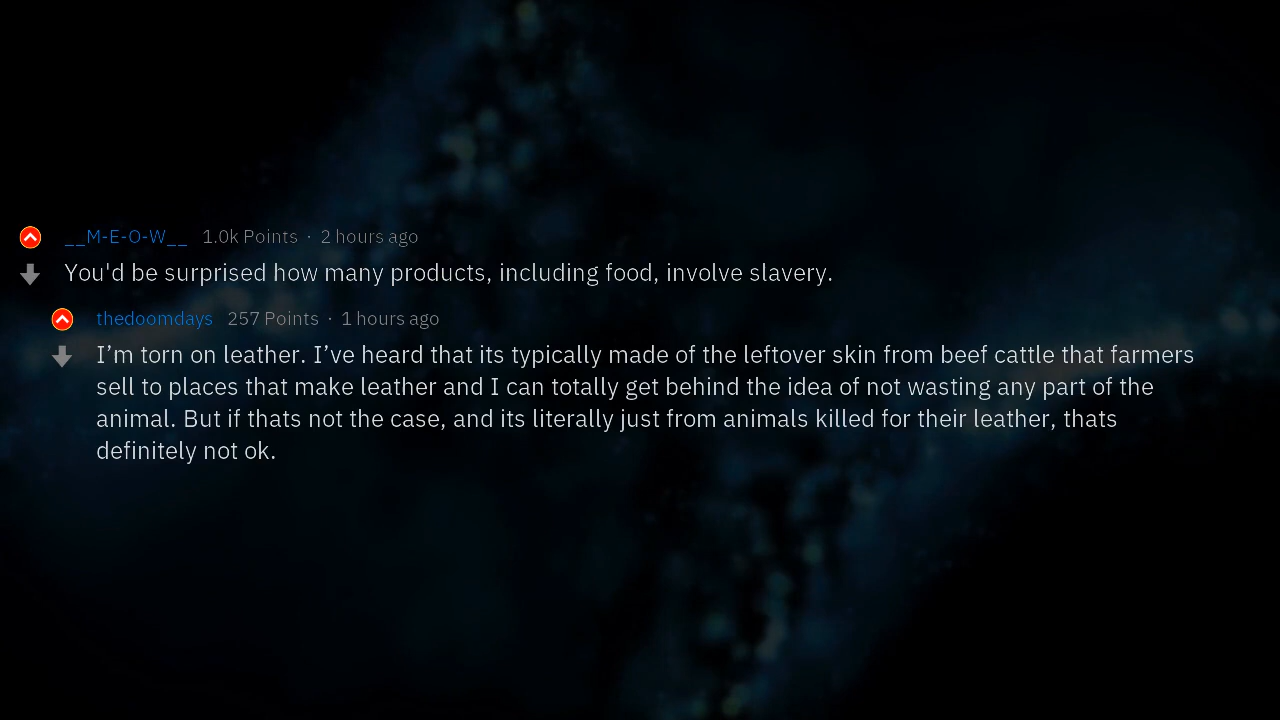 __M-E-O-W__ 1.0k Points · 2 hours ago
You'd be surprised how many products, including food, involve slavery.
thedoomdays 257 Points · 1 hours ago
I’m torn on leather. I’ve heard that its typically made of the leftover skin from beef cattle that farmers
sell to places that make leather and I can totally get behind the idea of not wasting any part of the
animal. But if thats not the case, and its literally just from animals killed for their leather, thats
definitely not ok.